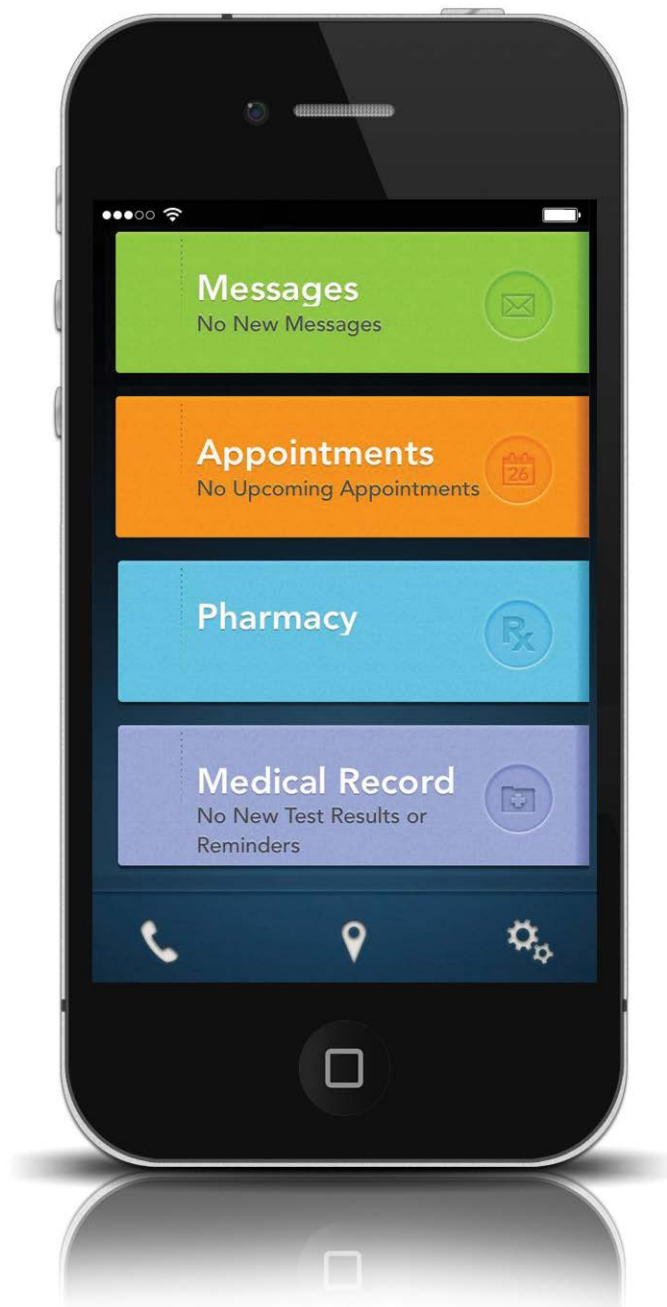 Messages
No New Messages
Appointments
No Upcoming Appointments
26
Pharmacy
Rx
Medical Record
No New Test Results or
Reminders